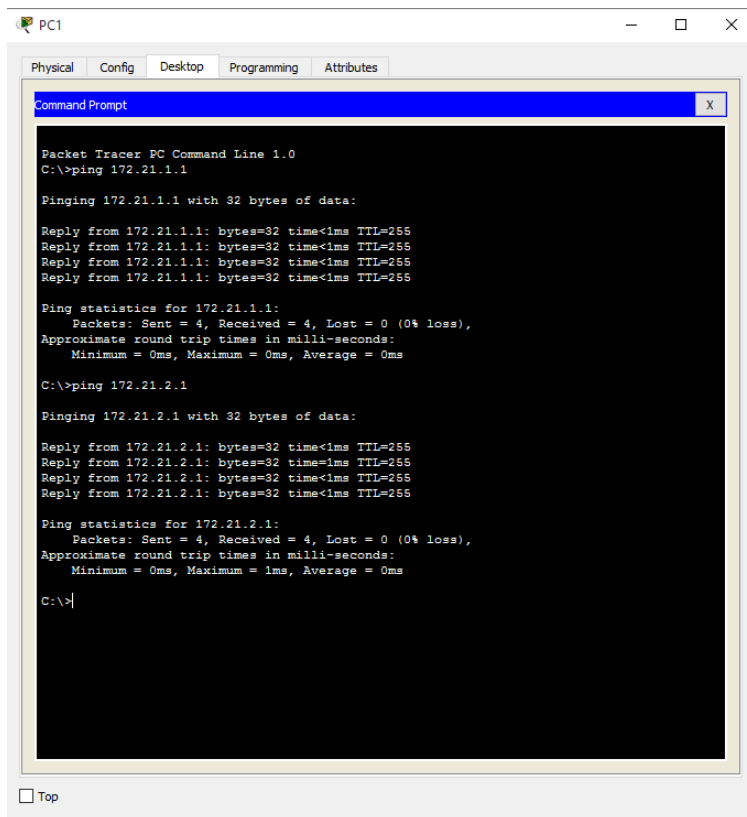 PC1
Physical Config Desktop Programming Attributes
Command Prompt X
Packet Tracer PC Command Line 1.0
C:\>ping 172.21.1.1
Pinging 172.21.1.1 with 32 bytes of data:
Reply from 172.21.1.1: bytes=32 time<1ms TTL=255
Reply from 172.21.1.1: bytes=32 time<1ms TTL=255
Reply from 172.21.1.1: bytes=32 time<1ms TTL=255
Reply from 172.21.1.1: bytes=32 time<1ms TTL=255
Ping statistics for 172.21.1.1:
Packets: Sent = 4, Received = 4, Lost = 0 (0% loss),
Approximate round trip times in milli-seconds:
Minimum = 0ms, Maximum = 0ms, Average = 0ms
C:\>ping 172.21.2.1
Pinging 172.21.2.1 with 32 bytes of data:
Reply from 172.21.2.1: bytes=32 time<1ms TTL=255
Reply from 172.21.2.1: bytes=32 time=1ms TTL=255
Reply from 172.21.2.1: bytes=32 time<1ms TTL=255
Reply from 172.21.2.1: bytes=32 time<1ms TTL=255
Ping statistics for 172.21.2.1:
Packets: Sent = 4, Received = 4, Lost = 0 (0% loss),
Approximate round trip times in milli-seconds:
Minimum = 0ms, Maximum = 1ms, Average = 0ms
C:\>
Top